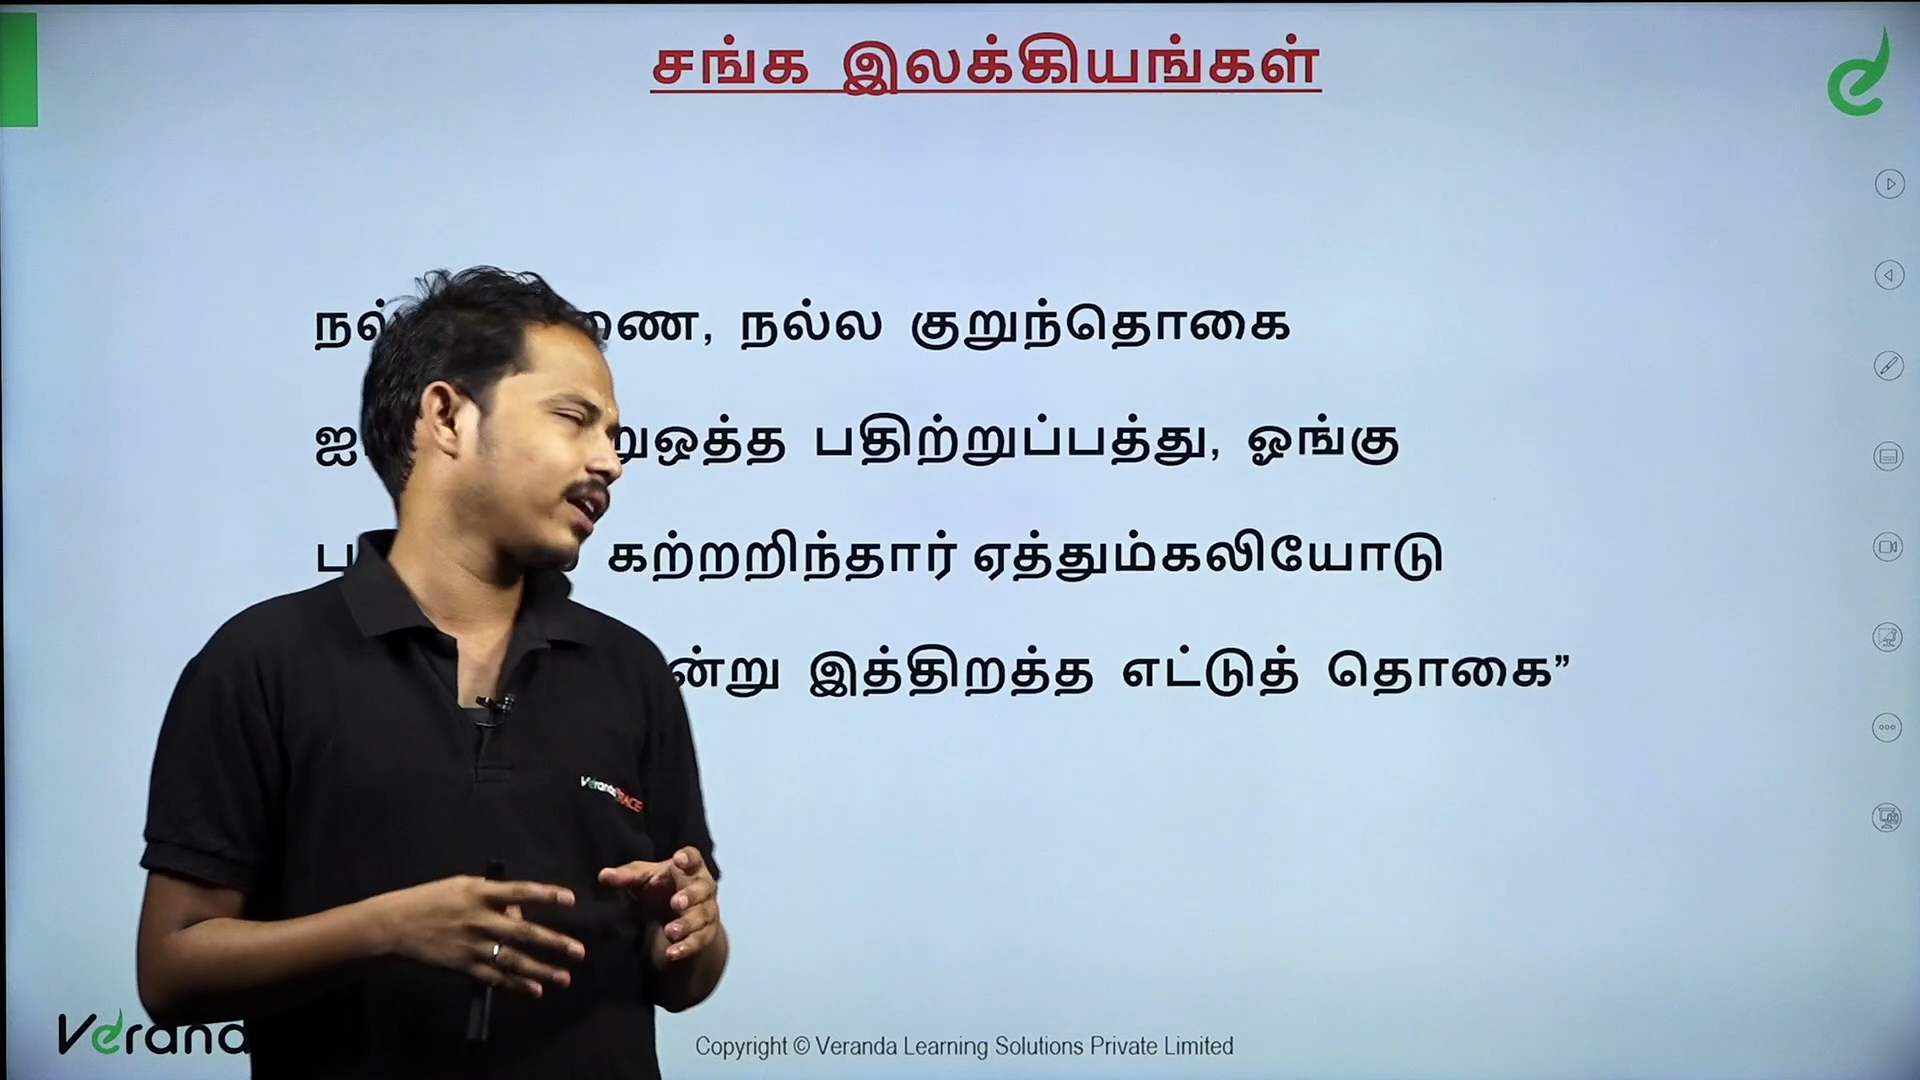 சங்க இலக்கியங்கள்
நல்ல குறுந்தொகை
பதிற்றுப்பத்து, ஓங்கு
கற்றறிந்தார் ஏத்தும்கலியோடு
இத்திறத்த எட்டுத் தொகை”
Veranda RACE
Copyright © Veranda Learning Solutions Private Limited